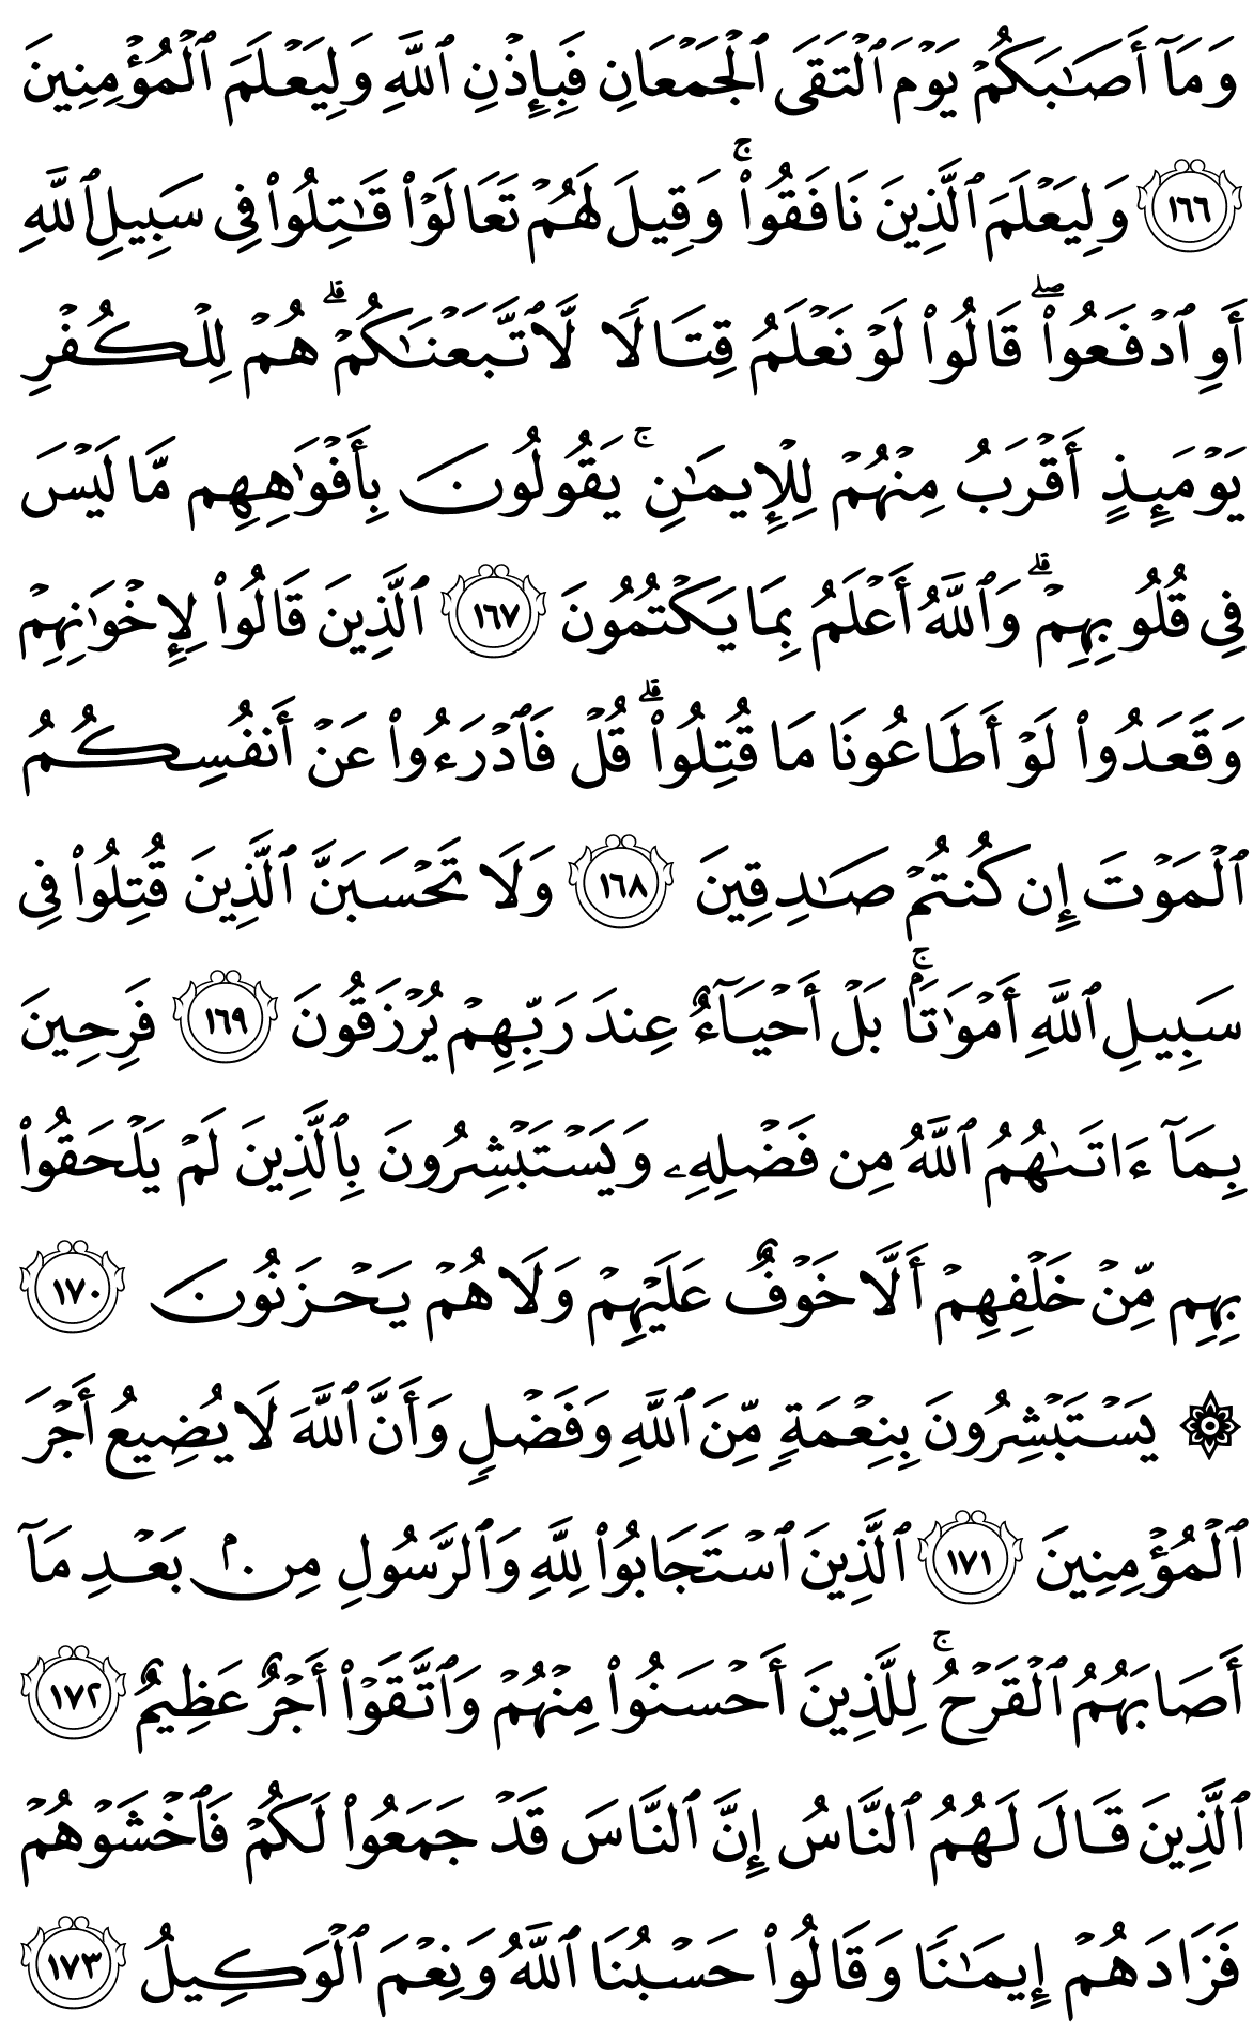 وَمَآ أَصَـٰبَكُمْ يَوْمَ ٱلْتَقَى ٱلْجَمْعَانِ فَبِإِذْنِ ٱللَّهِ وَلِيَعْلَمَ ٱلْمُؤْمِنِينَ
١٦٦ وَلِيَعْلَمَ ٱلَّذِينَ نَافَقُوا۟ ۚ وَقِيلَ لَهُمْ تَعَالَوْا۟ قَـٰتِلُوا۟ فِى سَبِيلِ ٱللَّهِ
أَوِ ٱدْفَعُوا۟ ۖ قَالُوا۟ لَوْ نَعْلَمُ قِتَالًا لَّٱتَّبَعْنَـٰكُمْ ۗ هُمْ لِلْكُفْرِ
يَوْمَئِذٍ أَقْرَبُ مِنْهُمْ لِلْإِيمَـٰنِ ۚ يَقُولُونَ بِأَفْوَٰهِهِم مَّا لَيْسَ
فِى قُلُوبِهِمْ ۗ وَٱللَّهُ أَعْلَمُ بِمَا يَكْتُمُونَ ١٦٧ ٱلَّذِينَ قَالُوا۟ لِإِخْوَٰنِهِمْ
وَقَعَدُوا۟ لَوْ أَطَاعُونَا مَا قُتِلُوا۟ ۗ قُلْ فَٱدْرَءُوا۟ عَنْ أَنفُسِكُمُ
ٱلْمَوْتَ إِن كُنتُمْ صَـٰدِقِينَ ١٦٨ وَلَا تَحْسَبَنَّ ٱلَّذِينَ قُتِلُوا۟ فِى
سَبِيلِ ٱللَّهِ أَمْوَٰتًۢا ۚ بَلْ أَحْيَآءٌ عِندَ رَبِّهِمْ يُرْزَقُونَ ١٦٩ فَرِحِينَ
بِمَآ ءَاتَىٰهُمُ ٱللَّهُ مِن فَضْلِهِۦ وَيَسْتَبْشِرُونَ بِٱلَّذِينَ لَمْ يَلْحَقُوا۟
بِهِم مِّنْ خَلْفِهِمْ أَلَّا خَوْفٌ عَلَيْهِمْ وَلَا هُمْ يَحْزَنُونَ ١٧٠
۞ يَسْتَبْشِرُونَ بِنِعْمَةٍ مِّنَ ٱللَّهِ وَفَضْلٍ وَأَنَّ ٱللَّهَ لَا يُضِيعُ أَجْرَ
ٱلْمُؤْمِنِينَ ١٧١ ٱلَّذِينَ ٱسْتَجَابُوا۟ لِلَّهِ وَٱلرَّسُولِ مِنۢ بَعْدِ مَآ
أَصَابَهُمُ ٱلْقَرْحُ ۚ لِلَّذِينَ أَحْسَنُوا۟ مِنْهُمْ وَٱتَّقَوْا۟ أَجْرٌ عَظِيمٌ ١٧٢
ٱلَّذِينَ قَالَ لَهُمُ ٱلنَّاسُ إِنَّ ٱلنَّاسَ قَدْ جَمَعُوا۟ لَكُمْ فَٱخْشَوْهُمْ
فَزَادَهُمْ إِيمَـٰنًا وَقَالُوا۟ حَسْبُنَا ٱللَّهُ وَنِعْمَ ٱلْوَكِيلُ ١٧٣